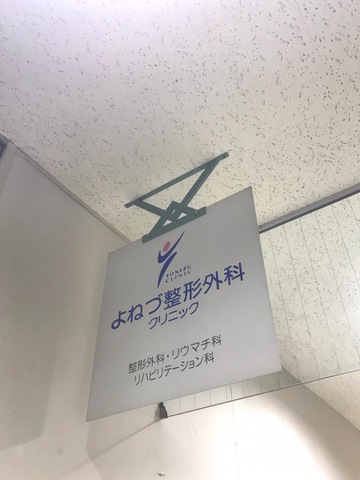 YONEZU
CLINIC
よねづ整形外科
クリニック
整形外科・リウマチ科
リハビリテーション科